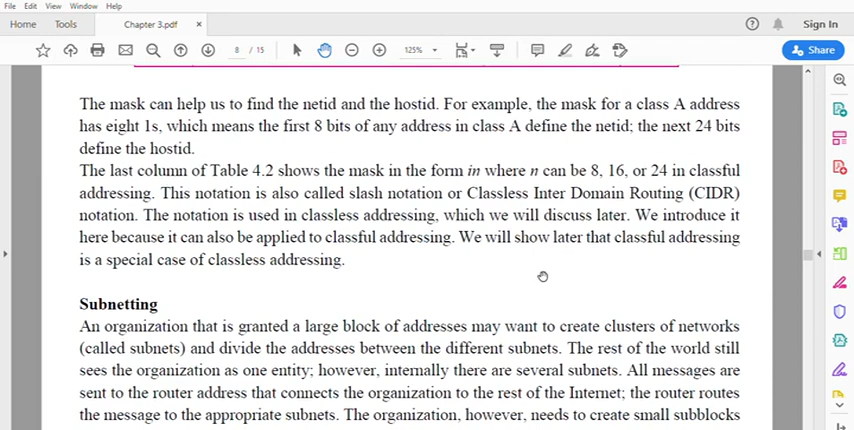 File Edit View Window Help
Home Tools Chapter 3.pdf × Sign In
8 / 15 125% Share
The mask can help us to find the netid and the hostid. For example, the mask for a class A address
has eight 1s, which means the first 8 bits of any address in class A define the netid; the next 24 bits
define the hostid.
The last column of Table 4.2 shows the mask in the form in where n can be 8, 16, or 24 in classful
addressing. This notation is also called slash notation or Classless Inter Domain Routing (CIDR)
notation. The notation is used in classless addressing, which we will discuss later. We introduce it
here because it can also be applied to classful addressing. We will show later that classful addressing
is a special case of classless addressing.
Subnetting
An organization that is granted a large block of addresses may want to create clusters of networks
(called subnets) and divide the addresses between the different subnets. The rest of the world still
sees the organization as one entity; however, internally there are several subnets. All messages are
sent to the router address that connects the organization to the rest of the Internet; the router routes
the message to the appropriate subnets. The organization, however, needs to create small subblocks